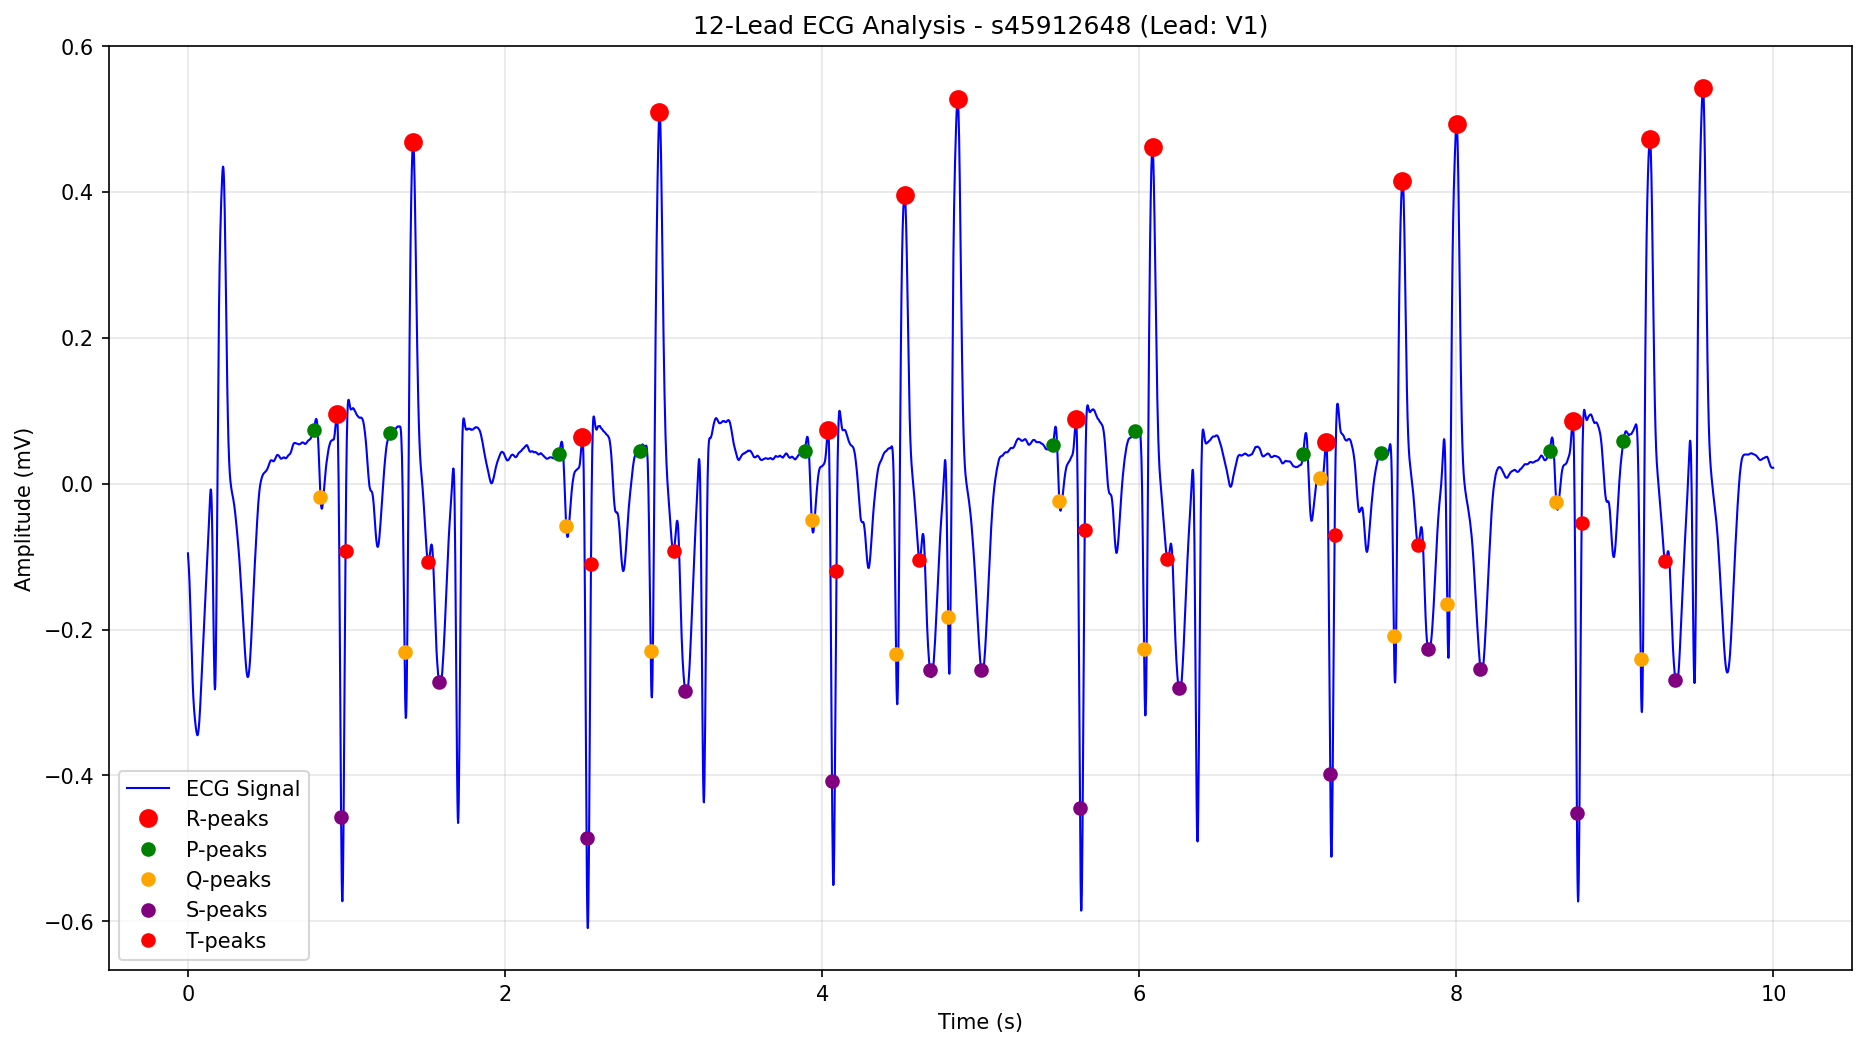 12-Lead ECG Analysis - s45912648 (Lead: V1)
Amplitude (mV)
0.6
0.4
0.2
0.0
−0.2
−0.4
−0.6
ECG Signal
R-peaks
P-peaks
Q-peaks
S-peaks
T-peaks
0 2 4 6 8 10
Time (s)